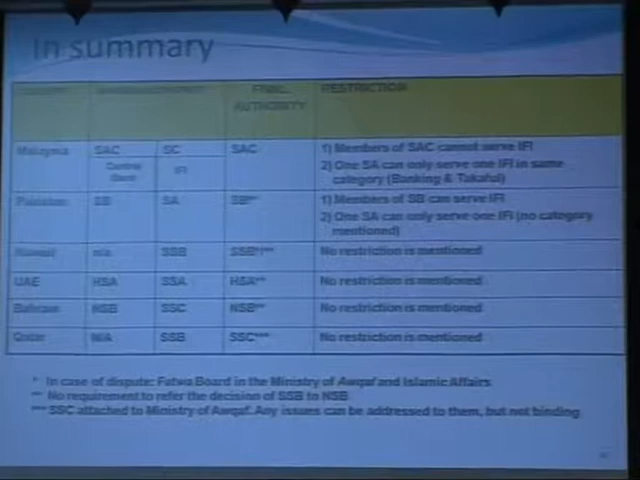 In summary
FINAL
AUTHORITY
RESTRICTION
Malaysia SAC SC SAC 1) Members of SAC cannot serve IFI
Central
Bank
IFI
2) One SA can only serve one IFI in same
category (Banking & Takaful)
Pakistan SB SA SB** 1) Members of SB can serve IFI
2) One SA can only serve one IFI (no category
mentioned)
Kuwait n/a SSB No restriction is mentioned
UAE HSA SSA HSA** No restriction is mentioned
Bahrain NSB SSC NSB** No restriction is mentioned
Qatar N/A SSB SSC*** No restriction is mentioned
* In case of dispute: Fatwa Board in the Ministry of Awqaf and Islamic Affairs
** No requirement to refer the decision of SSB to NSB
*** SSC attached to Ministry of Awqaf. Any issues can be addressed to them, but not binding